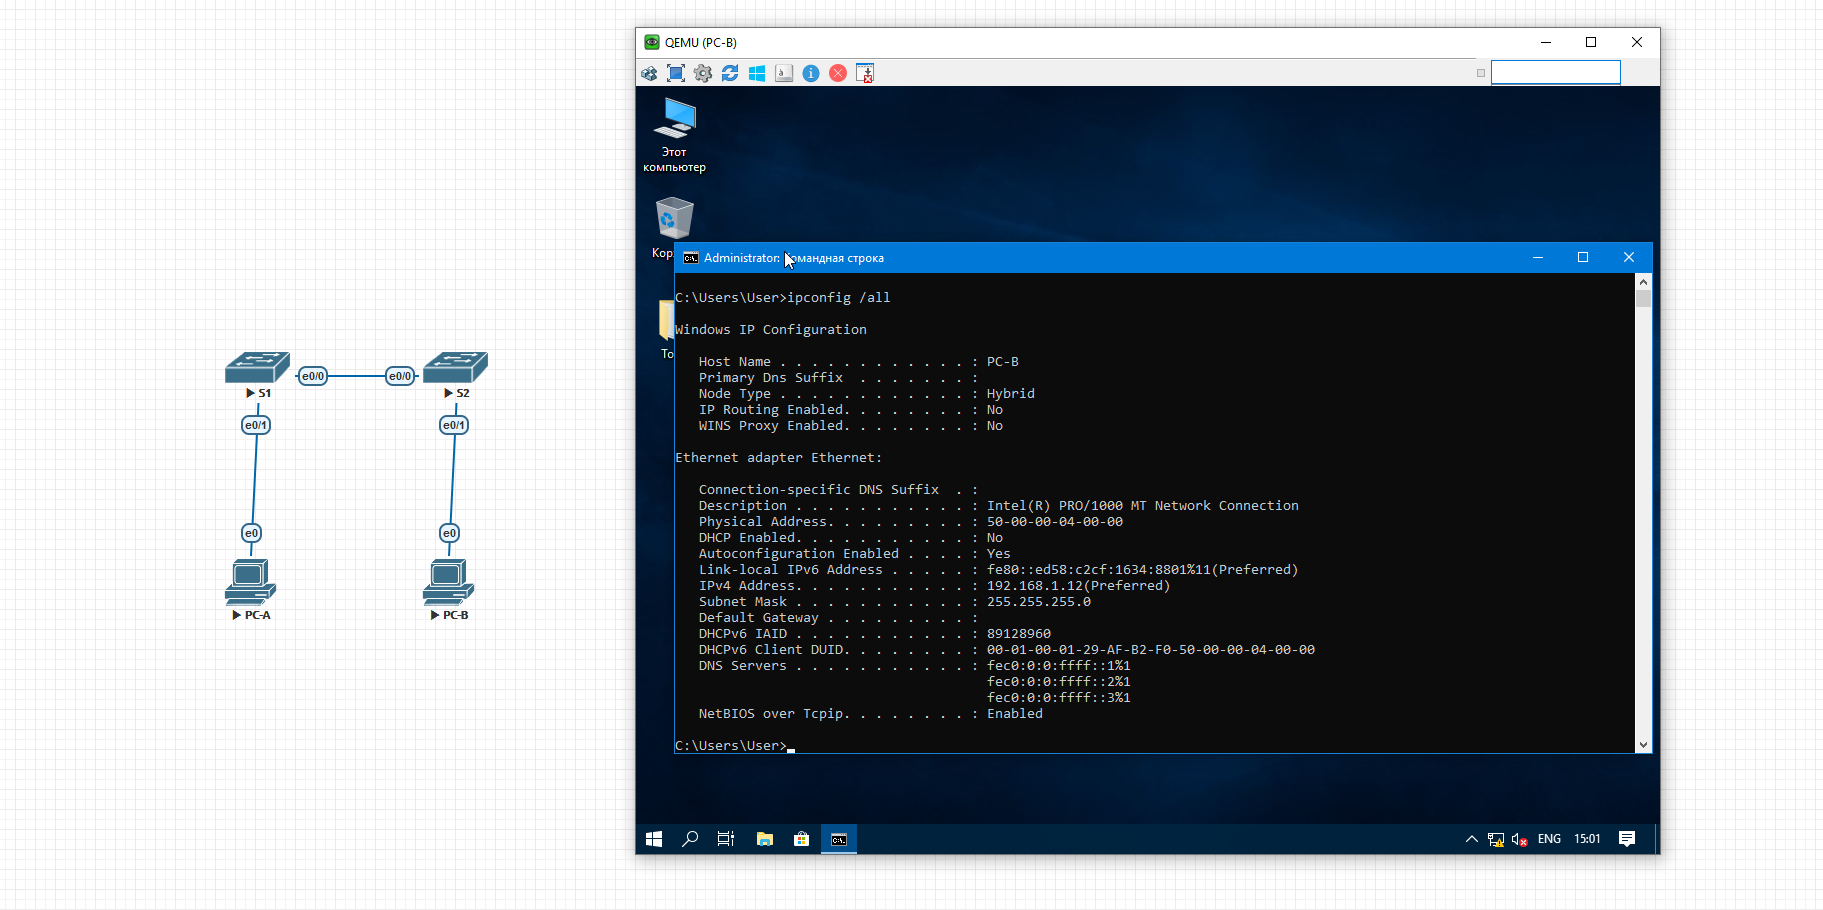 QEMU (PC-B)
Этот
компьютер
Administrator: омандная строка
C:\Users\User>ipconfig /all
Windows IP Configuration
Host Name . . . . . . . . . . . . : PC-B
Primary Dns Suffix  . . . . . . . :
Node Type . . . . . . . . . . . . : Hybrid
IP Routing Enabled. . . . . . . . : No
WINS Proxy Enabled. . . . . . . . : No
Ethernet adapter Ethernet:
Connection-specific DNS Suffix  . :
Description . . . . . . . . . . . : Intel(R) PRO/1000 MT Network Connection
Physical Address. . . . . . . . . : 50-00-00-04-00-00
DHCP Enabled. . . . . . . . . . . : No
Autoconfiguration Enabled . . . . : Yes
Link-local IPv6 Address . . . . . : fe80::ed58:c2cf:1634:8801%11(Preferred)
IPv4 Address. . . . . . . . . . . : 192.168.1.12(Preferred)
Subnet Mask . . . . . . . . . . . : 255.255.255.0
Default Gateway . . . . . . . . . :
DHCPv6 IAID . . . . . . . . . . . : 89128960
DHCPv6 Client DUID. . . . . . . . : 00-01-00-01-29-AF-B2-F0-50-00-00-04-00-00
DNS Servers . . . . . . . . . . . : fec0:0:0:ffff::1%1
fec0:0:0:ffff::2%1
fec0:0:0:ffff::3%1
NetBIOS over Tcpip. . . . . . . . : Enabled
C:\Users\User>
ENG 15:01
e0/0 e0/0
S1 S2
e0/1 e0/1
e0 e0
PC-A PC-B